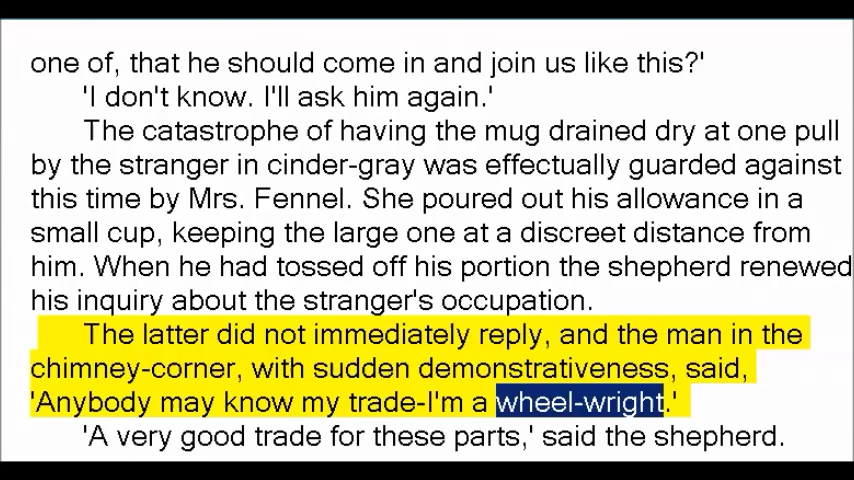 one of, that he should come in and join us like this?'
'I don't know. I'll ask him again.'
The catastrophe of having the mug drained dry at one pull
by the stranger in cinder-gray was effectually guarded against
this time by Mrs. Fennel. She poured out his allowance in a
small cup, keeping the large one at a discreet distance from
him. When he had tossed off his portion the shepherd renewed
his inquiry about the stranger's occupation.
The latter did not immediately reply, and the man in the
chimney-corner, with sudden demonstrativeness, said,
'Anybody may know my trade-I'm a wheel-wright.'
'A very good trade for these parts,' said the shepherd.